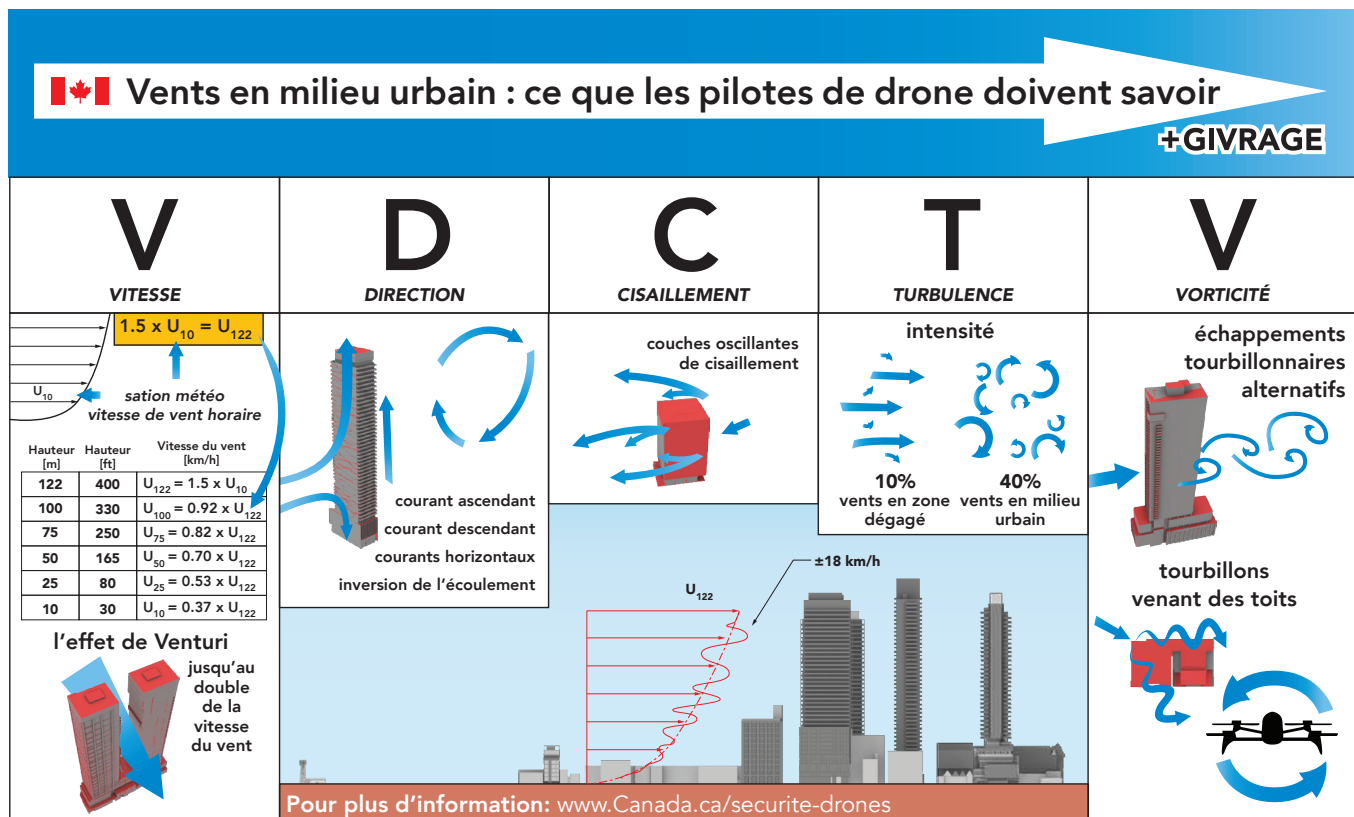 Vents en milieu urbain : ce que les pilotes de drone doivent savoir
+GIVRAGE
V
VITESSE
1.5 x U10 = U122
U10
sation météo
vitesse de vent horaire
Hauteur [m] Hauteur [ft] Vitesse du vent [km/h]
122 400 U122 = 1.5 x U10
100 330 U100 = 0.92 x U122
75 250 U75 = 0.82 x U122
50 165 U50 = 0.70 x U122
25 80 U25 = 0.53 x U122
10 30 U10 = 0.37 x U122
l'effet de Venturi
jusqu'au
double
de la
vitesse
du vent
D
DIRECTION
courant ascendant
courant descendant
courants horizontaux
inversion de l'écoulement
C
CISAILLEMENT
couches oscillantes
de cisaillement
U122
±18 km/h
T
TURBULENCE
intensité
10%
vents en zone
dégagé
40%
vents en milieu
urbain
V
VORTICITÉ
échappements
tourbillonnaires
alternatifs
tourbillons
venant des toits
Pour plus d'information: www.Canada.ca/securite-drones